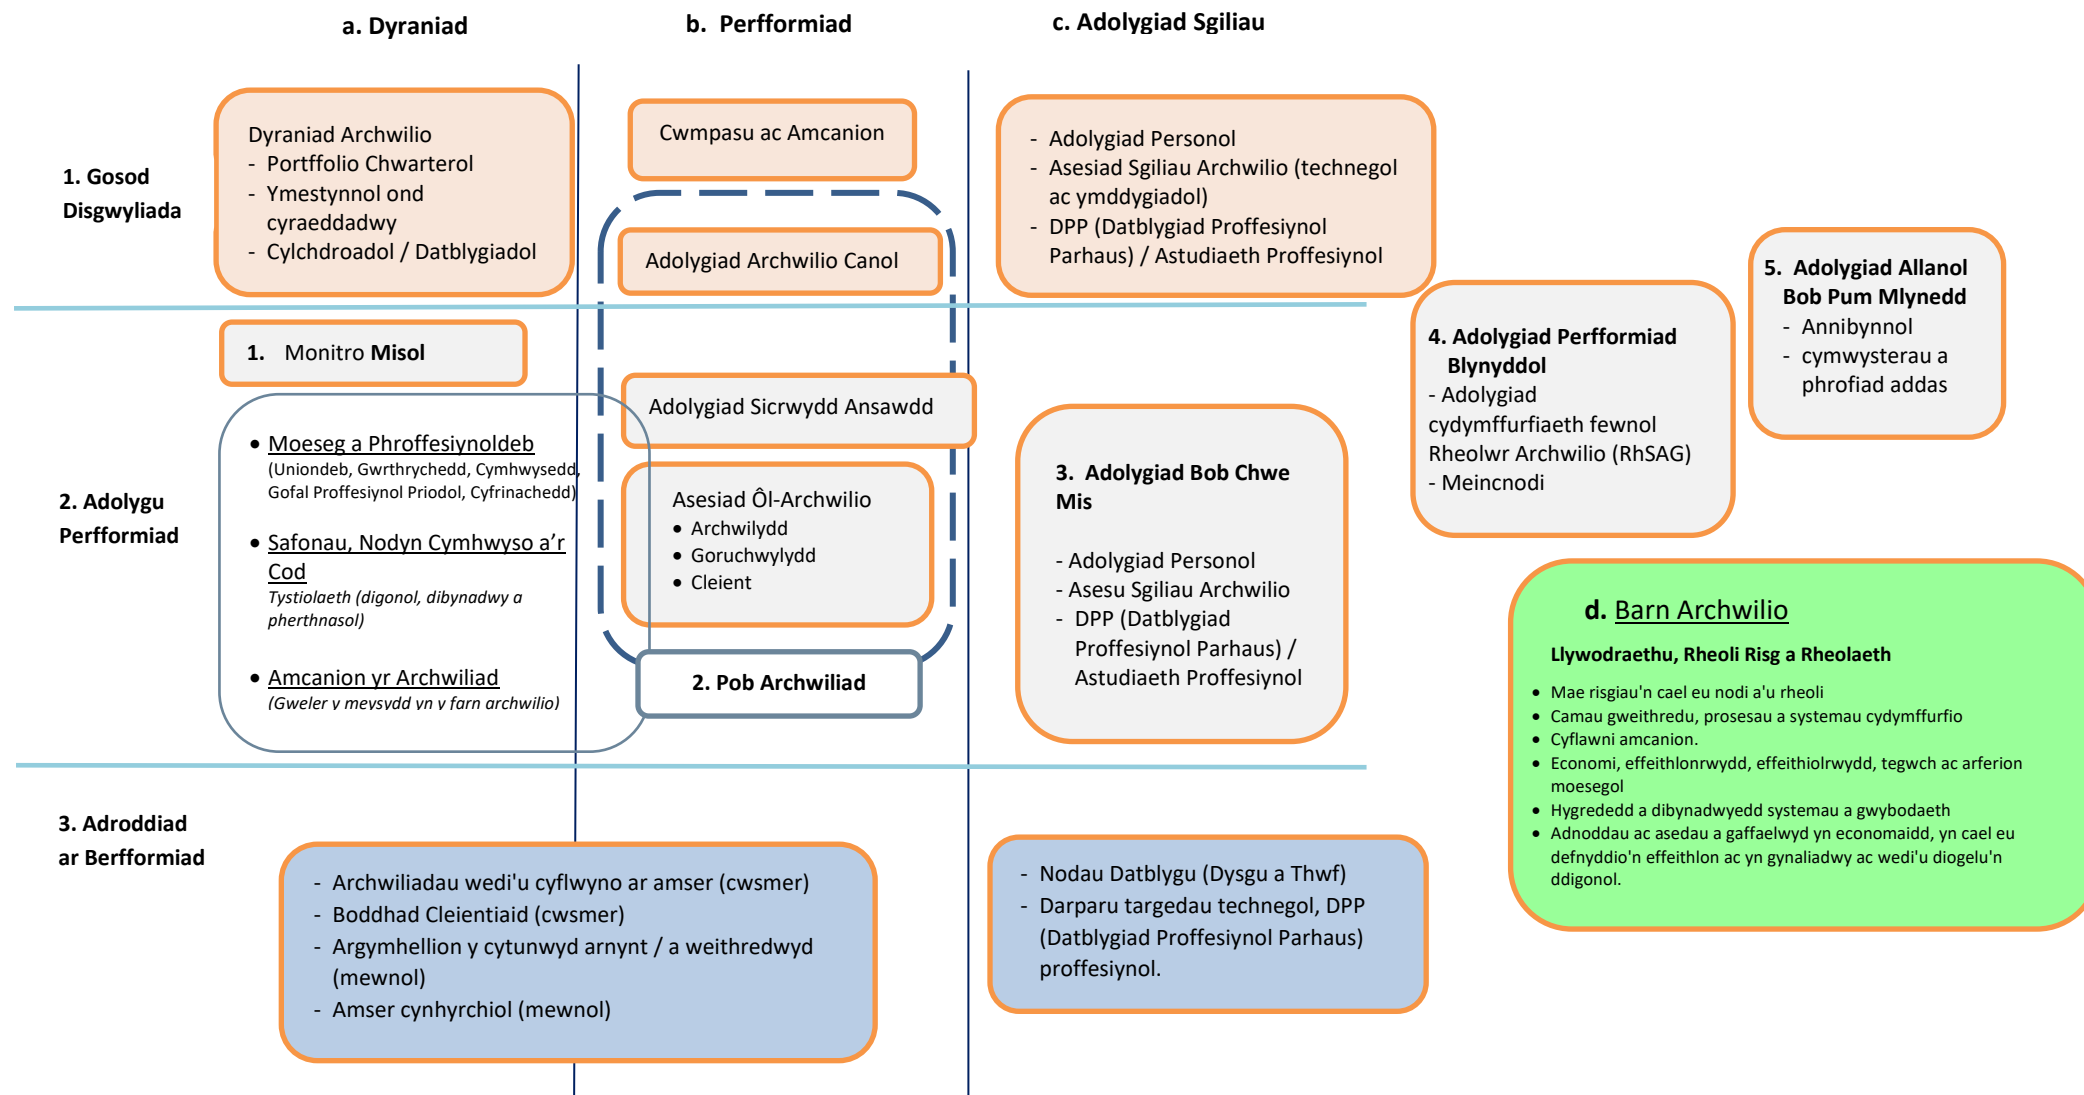 a. Dyraniad
b. Perfformiad
c. Adolygiad Sgiliau
1. Gosod
Disgwyliada
Dyraniad Archwilio
- Portffolio Chwarterol
- Ymestynnol ond
cyraeddadwy
- Cylchdroadol / Datblygiadol
Cwmpasu ac Amcanion
Adolygiad Archwilio Canol
- Adolygiad Personol
- Asesiad Sgiliau Archwilio (technegol
ac ymddygiadol)
- DPP (Datblygiad Proffesiynol
Parhaus) / Astudiaeth Proffesiynol
2. Adolygu
Perfformiad
1. Monitro Misol
• Moeseg a Phroffesiynoldeb
(Uniondeb, Gwrthrychedd, Cymhwysedd,
Gofal Proffesiynol Priodol, Cyfrinachedd)
• Safonau, Nodyn Cymhwyso a’r
Cod
Tystiolaeth (digonol, dibynadwy a
pherthnasol)
• Amcanion yr Archwiliad
(Gweler y meysydd yn y farn archwilio)
Adolygiad Sicrwydd Ansawdd
Asesiad Ôl-Archwilio
• Archwilydd
• Goruchwylydd
• Cleient
2. Pob Archwiliad
3. Adolygiad Bob Chwe
Mis
- Adolygiad Personol
- Asesu Sgiliau Archwilio
- DPP (Datblygiad
Proffesiynol Parhaus) /
Astudiaeth Proffesiynol
4. Adolygiad Perfformiad
Blynyddol
- Adolygiad
cydymffurfiaeth fewnol
Rheolwr Archwilio (RhSAG)
- Meincnodi
5. Adolygiad Allanol
Bob Pum Mlynedd
- Annibynnol
- cymwysterau a
phrofiad addas
d. Barn Archwilio
Llywodraethu, Rheoli Risg a Rheolaeth
• Mae risgiau'n cael eu nodi a'u rheoli
• Camau gweithredu, prosesau a systemau cydymffurfio
• Cyflawni amcanion.
• Economi, effeithlonrwydd, effeithiolrwydd, tegwch ac arferion
moesegol
• Hygrededd a dibynadwyedd systemau a gwybodaeth
• Adnoddau ac asedau a gaffaelwyd yn economaidd, yn cael eu
defnyddio'n effeithlon ac yn gynaliadwy ac wedi'u diogelu'n
ddigonol.
3. Adroddiad
ar Berfformiad
- Archwiliadau wedi'u cyflwyno ar amser (cwsmer)
- Boddhad Cleientiaid (cwsmer)
- Argymhellion y cytunwyd arnynt / a weithredwyd
(mewnol)
- Amser cynhyrchiol (mewnol)
- Nodau Datblygu (Dysgu a Thwf)
- Darparu targedau technegol, DPP
(Datblygiad Proffesiynol Parhaus)
proffesiynol.